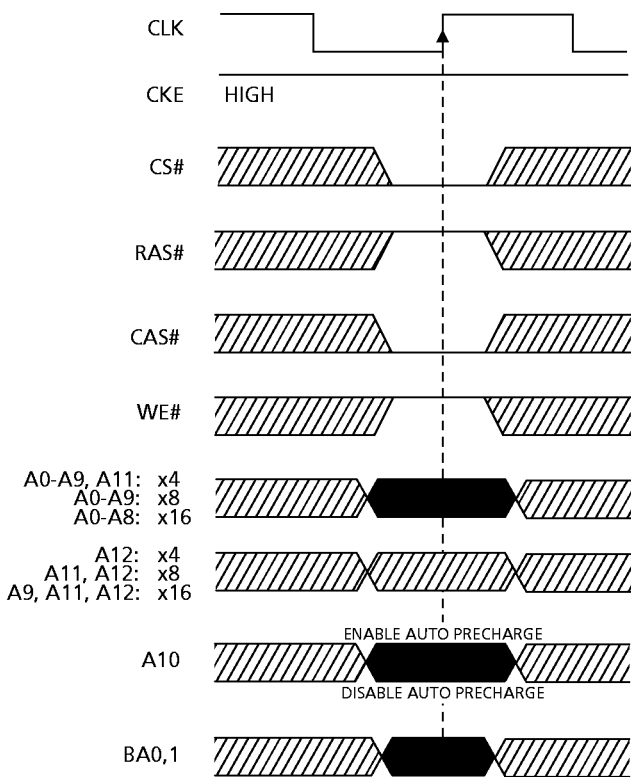 CLK
CKE HIGH
CS#
RAS#
CAS#
WE#
A0-A9, A11: x4
A0-A9: x8
A0-A8: x16
A12: x4
A11, A12: x8
A9, A11, A12: x16
ENABLE AUTO PRECHARGE
A10
DISABLE AUTO PRECHARGE
BA0,1